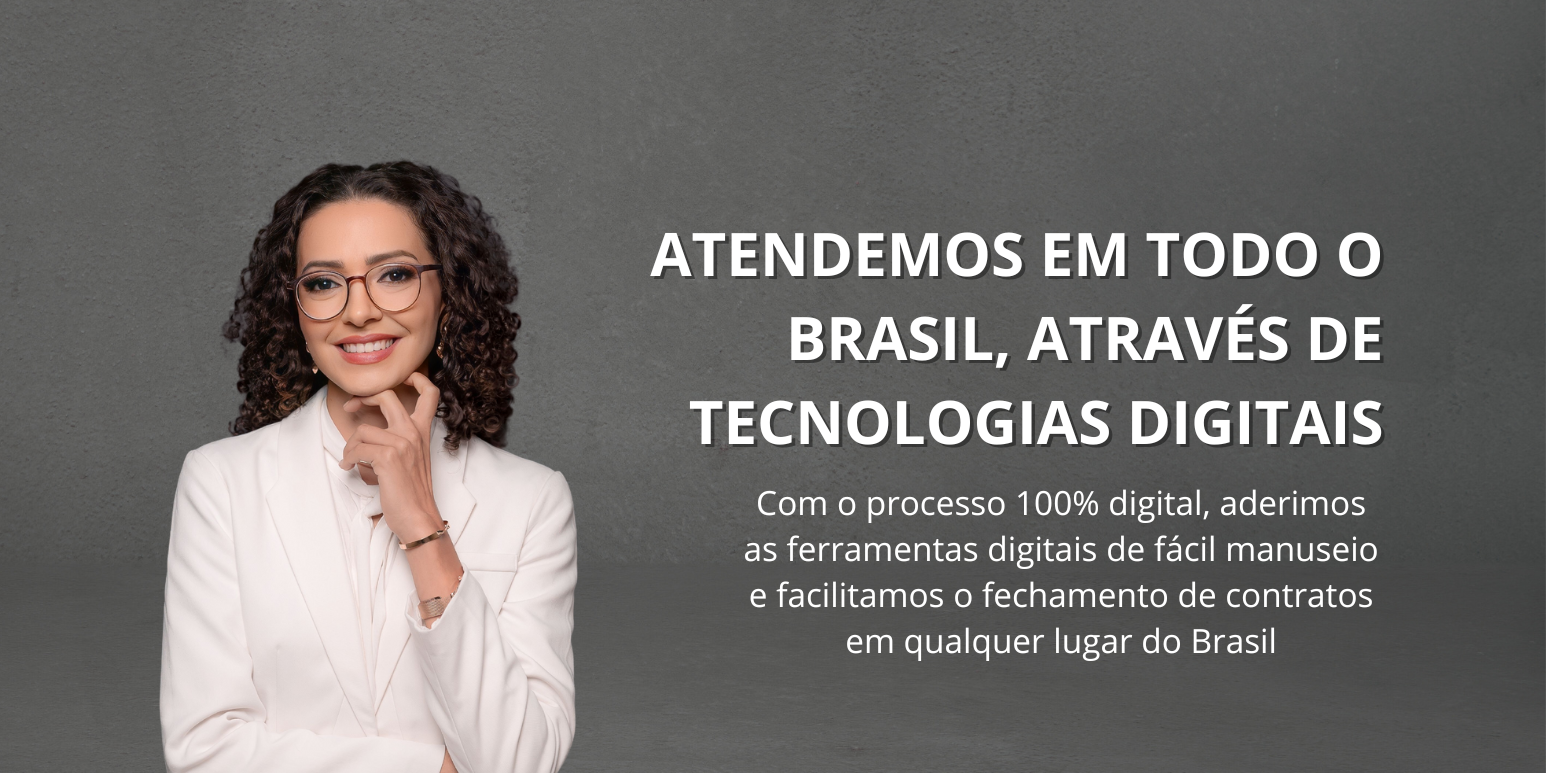 ATENDEMOS EM TODO O
BRASIL, ATRAVÉS DE
TECNOLOGIAS DIGITAIS
Com o processo 100% digital, aderimos
as ferramentas digitais de fácil manuseio
e facilitamos o fechamento de contratos
em qualquer lugar do Brasil